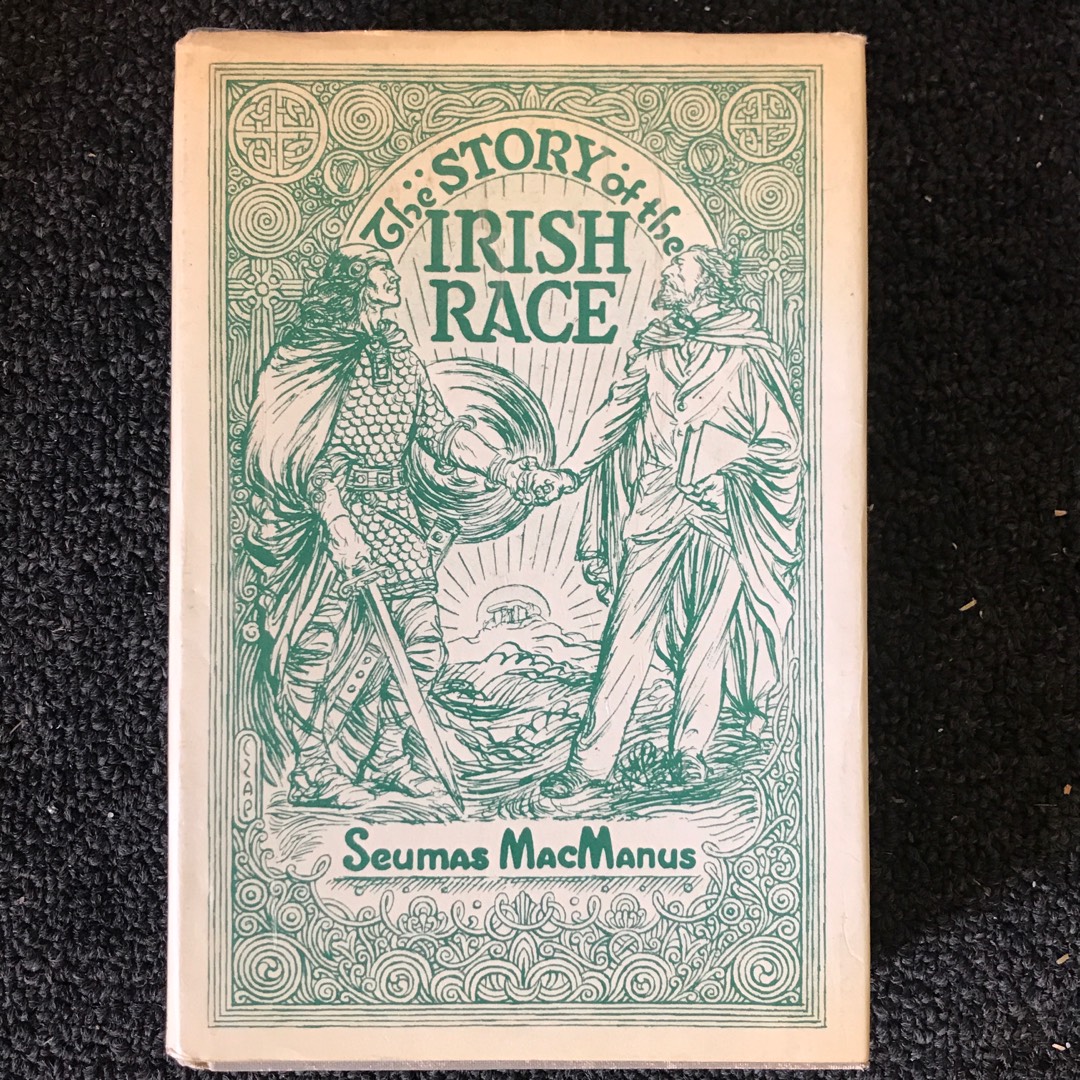 The STORY of the
IRISH
RACE
Seumas MacManus